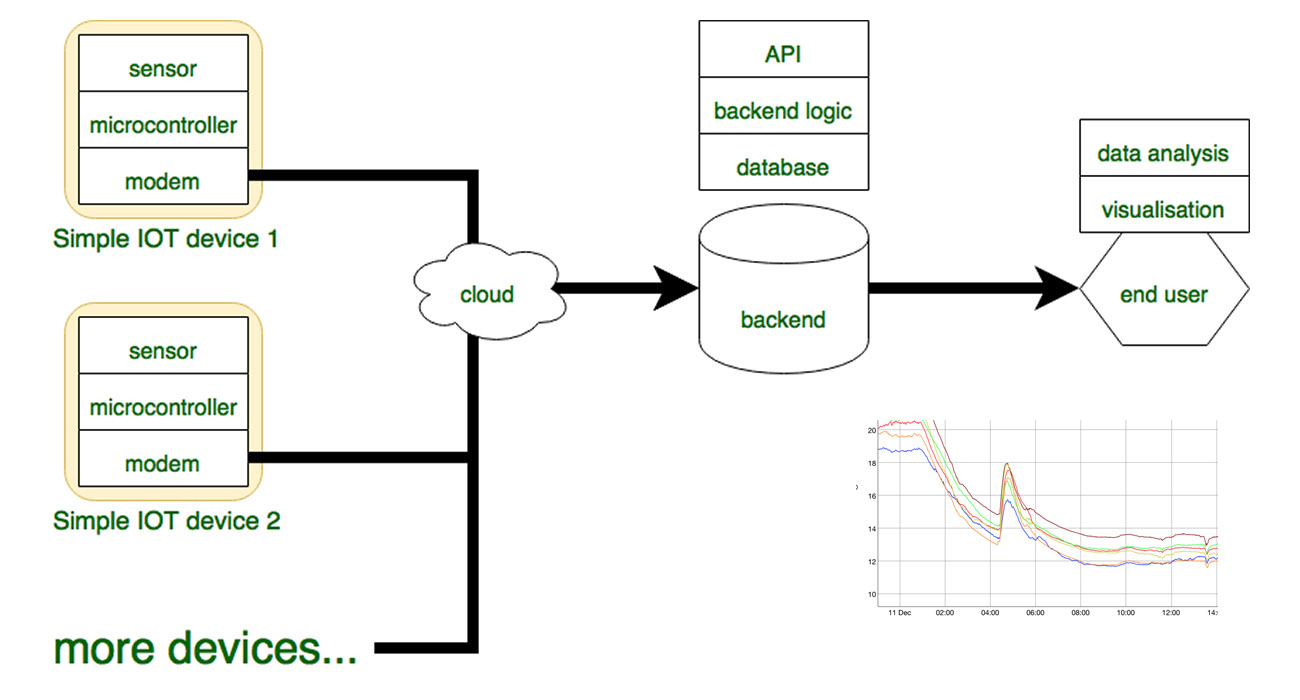 sensor
microcontroller
modem
Simple IOT device 1
sensor
microcontroller
modem
Simple IOT device 2
more devices...
cloud
API
backend logic
database
backend
data analysis
visualisation
end user
20
18
16
14
12
10
11 Dec
02:00
04:00
06:00
08:00
10:00
12:00
14: